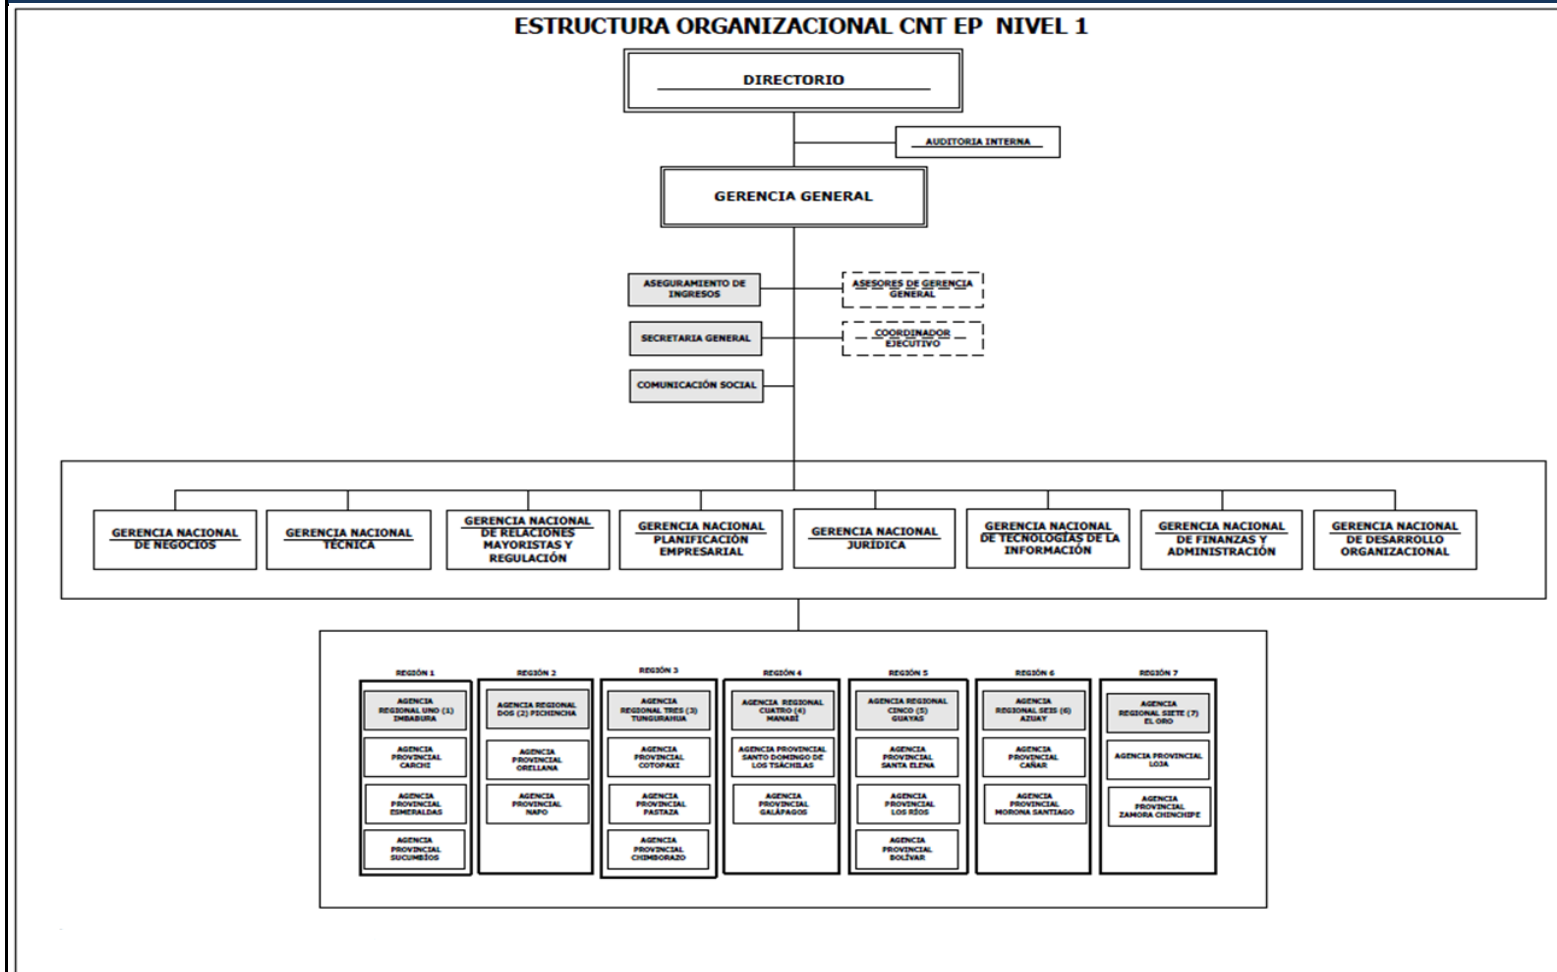 ESTRUCTURA ORGANIZACIONAL CNT EP NIVEL 1
DIRECTORIO
AUDITORIA INTERNA
GERENCIA GENERAL
ASEGURAMIENTO DE
INGRESOS
ASESORES DE GERENCIA
GENERAL
SECRETARIA GENERAL
COORDINADOR
EJECUTIVO
COMUNICACIÓN SOCIAL
GERENCIA NACIONAL
DE NEGOCIOS
GERENCIA NACIONAL
TÉCNICA
GERENCIA NACIONAL
DE RELACIONES
MAYORISTAS Y
REGULACIÓN
GERENCIA NACIONAL
PLANIFICACIÓN
EMPRESARIAL
GERENCIA NACIONAL
JURÍDICA
GERENCIA NACIONAL
DE TECNOLOGÍAS DE LA
INFORMACIÓN
GERENCIA NACIONAL
DE FINANZAS Y
ADMINISTRACIÓN
GERENCIA NACIONAL
DE DESARROLLO
ORGANIZACIONAL
REGIÓN 1
AGENCIA
REGIONAL UNO (1)
IMBABURA
AGENCIA
PROVINCIAL
CARCHI
AGENCIA
PROVINCIAL
ESMERALDAS
AGENCIA
PROVINCIAL
SUCUMBÍOS
REGIÓN 2
AGENCIA REGIONAL
DOS (2) PICHINCHA
AGENCIA
PROVINCIAL
ORELLANA
AGENCIA
PROVINCIAL
NAPO
REGIÓN 3
AGENCIA
REGIONAL TRES (3)
TUNGURAHUA
AGENCIA
PROVINCIAL
COTOPAXI
AGENCIA
PROVINCIAL
PASTAZA
AGENCIA
PROVINCIAL
CHIMBORAZO
REGIÓN 4
AGENCIA REGIONAL
CUATRO (4)
MANABÍ
AGENCIA PROVINCIAL
SANTO DOMINGO DE
LOS TSÁCHILAS
AGENCIA
PROVINCIAL
GALÁPAGOS
REGIÓN 5
AGENCIA REGIONAL
CINCO (5)
GUAYAS
AGENCIA
PROVINCIAL
SANTA ELENA
AGENCIA
PROVINCIAL
LOS RÍOS
AGENCIA
PROVINCIAL
BOLÍVAR
REGIÓN 6
AGENCIA
REGIONAL SEIS (6)
AZUAY
AGENCIA
PROVINCIAL
CAÑAR
AGENCIA
PROVINCIAL
MORONA SANTIAGO
REGIÓN 7
AGENCIA
REGIONAL SIETE (7)
EL ORO
AGENCIA PROVINCIAL
LOJA
AGENCIA
PROVINCIAL
ZAMORA CHINCHIPE